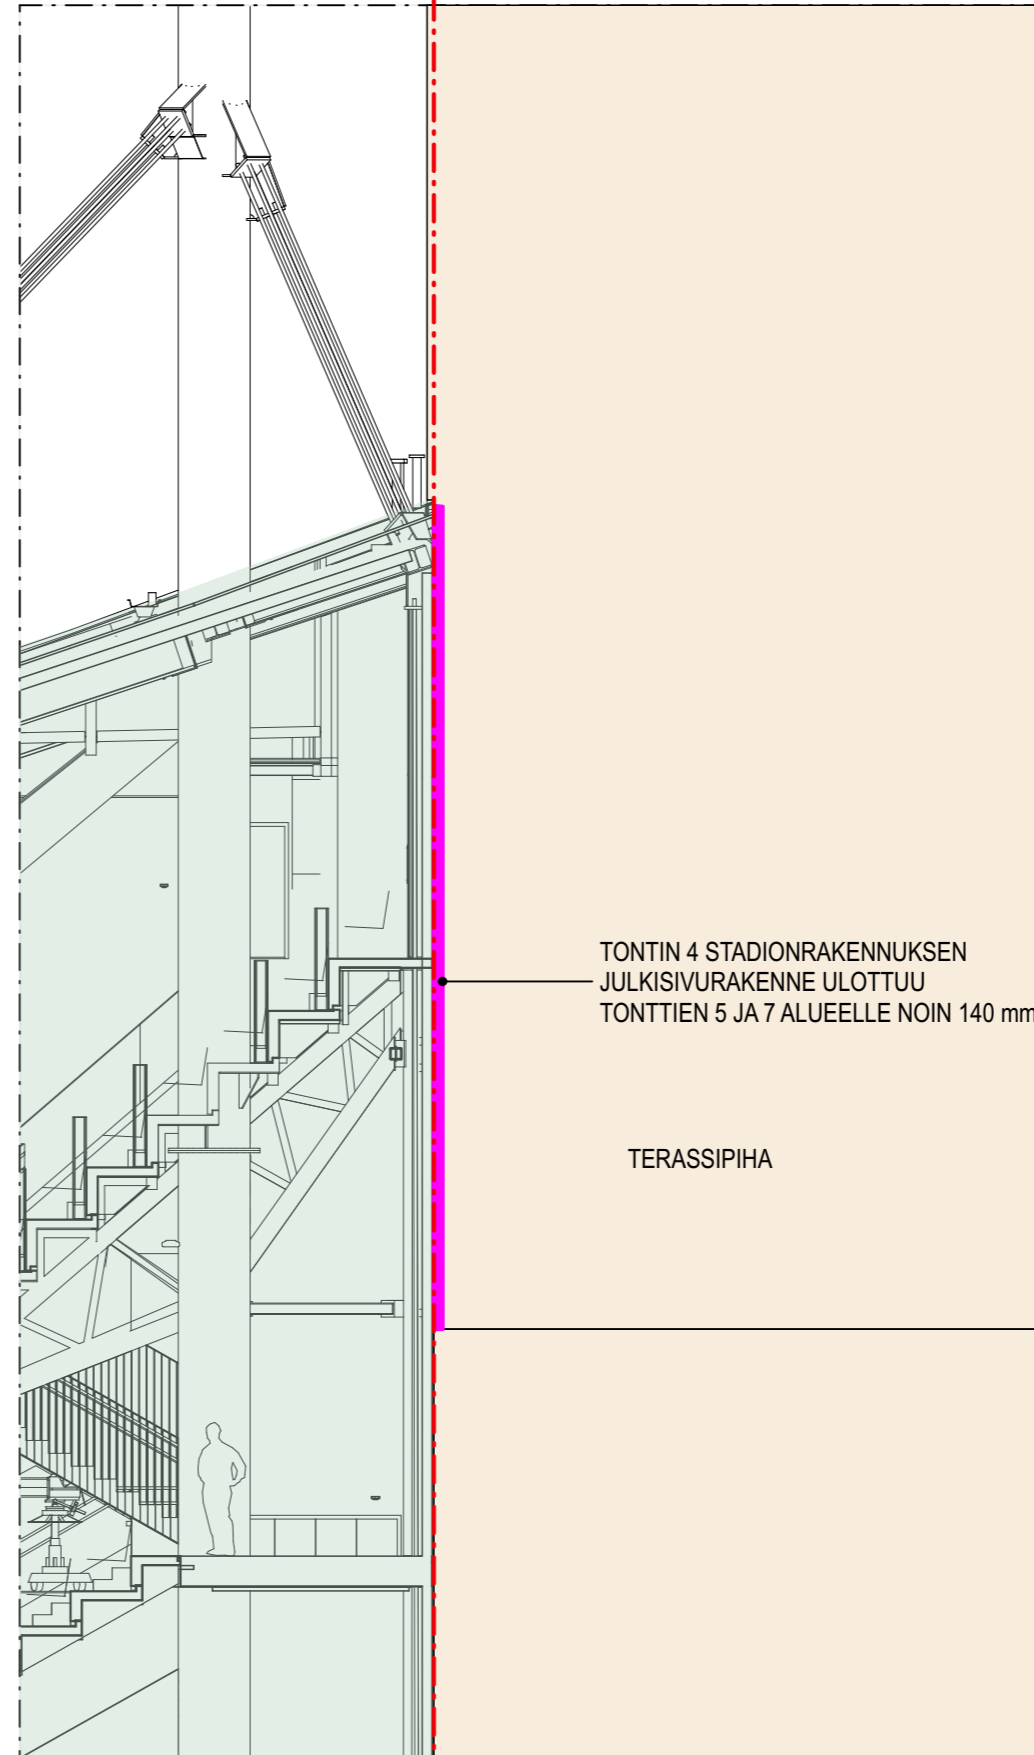 TONTIN 4 STADIONRAKENNUKSEN
JULKISIVURAKENNE ULOTTUU
TONTTIEN 5 JA 7 ALUEELLE NOIN 140 mm
TERASSIPIHA